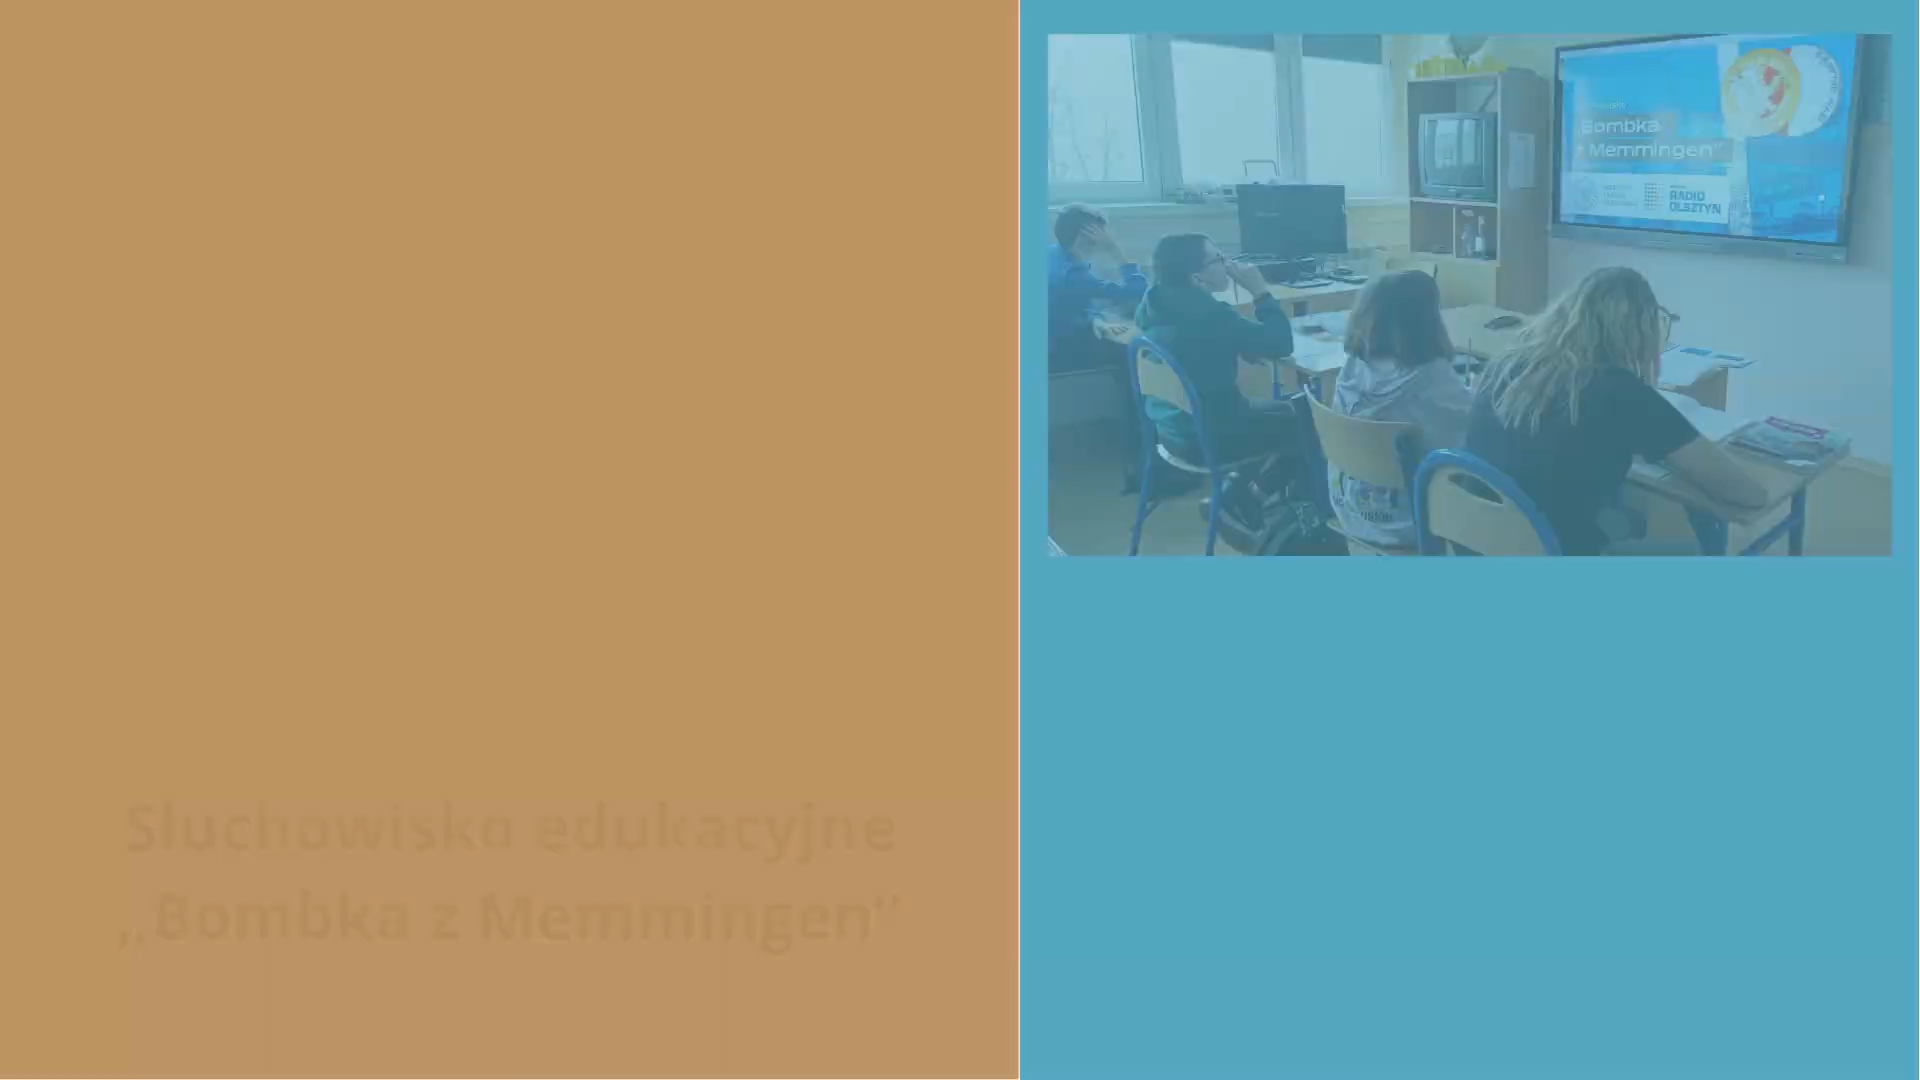 Słuchowisko edukacyjne
„Bombka z Memmingen”
„Bombka
z Memmingen”
RADIO
OLSZTYN